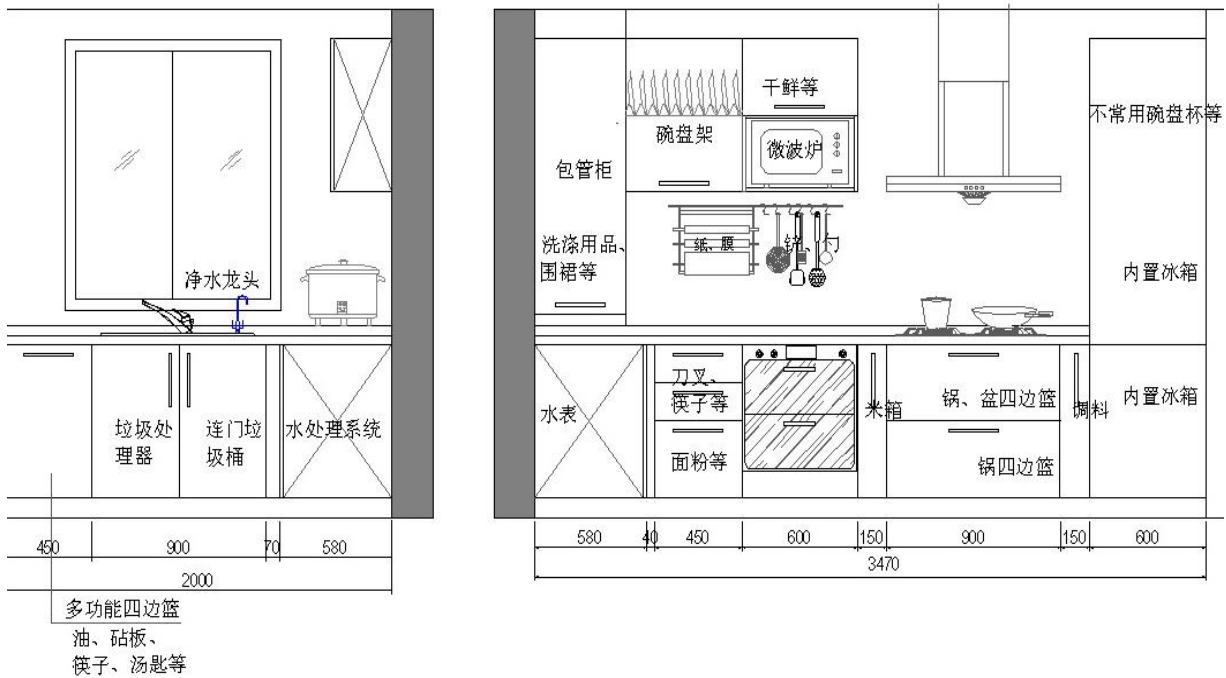 净水龙头
垃圾处
理器
连门垃
圾桶
水处理系统
450
900
70
580
2000
多功能四边篮
油、砧板、
筷子、汤匙等
包管柜
洗涤用品、
围裙等
碗盘架
干鲜等
微波炉
纸、膜
铲、勺
不常用碗盘杯等
内置冰箱
水表
刀叉、
筷子等
面粉等
米箱
锅、盆四边篮
锅四边篮
调料
内置冰箱
580
40
450
600
150
900
150
600
3470